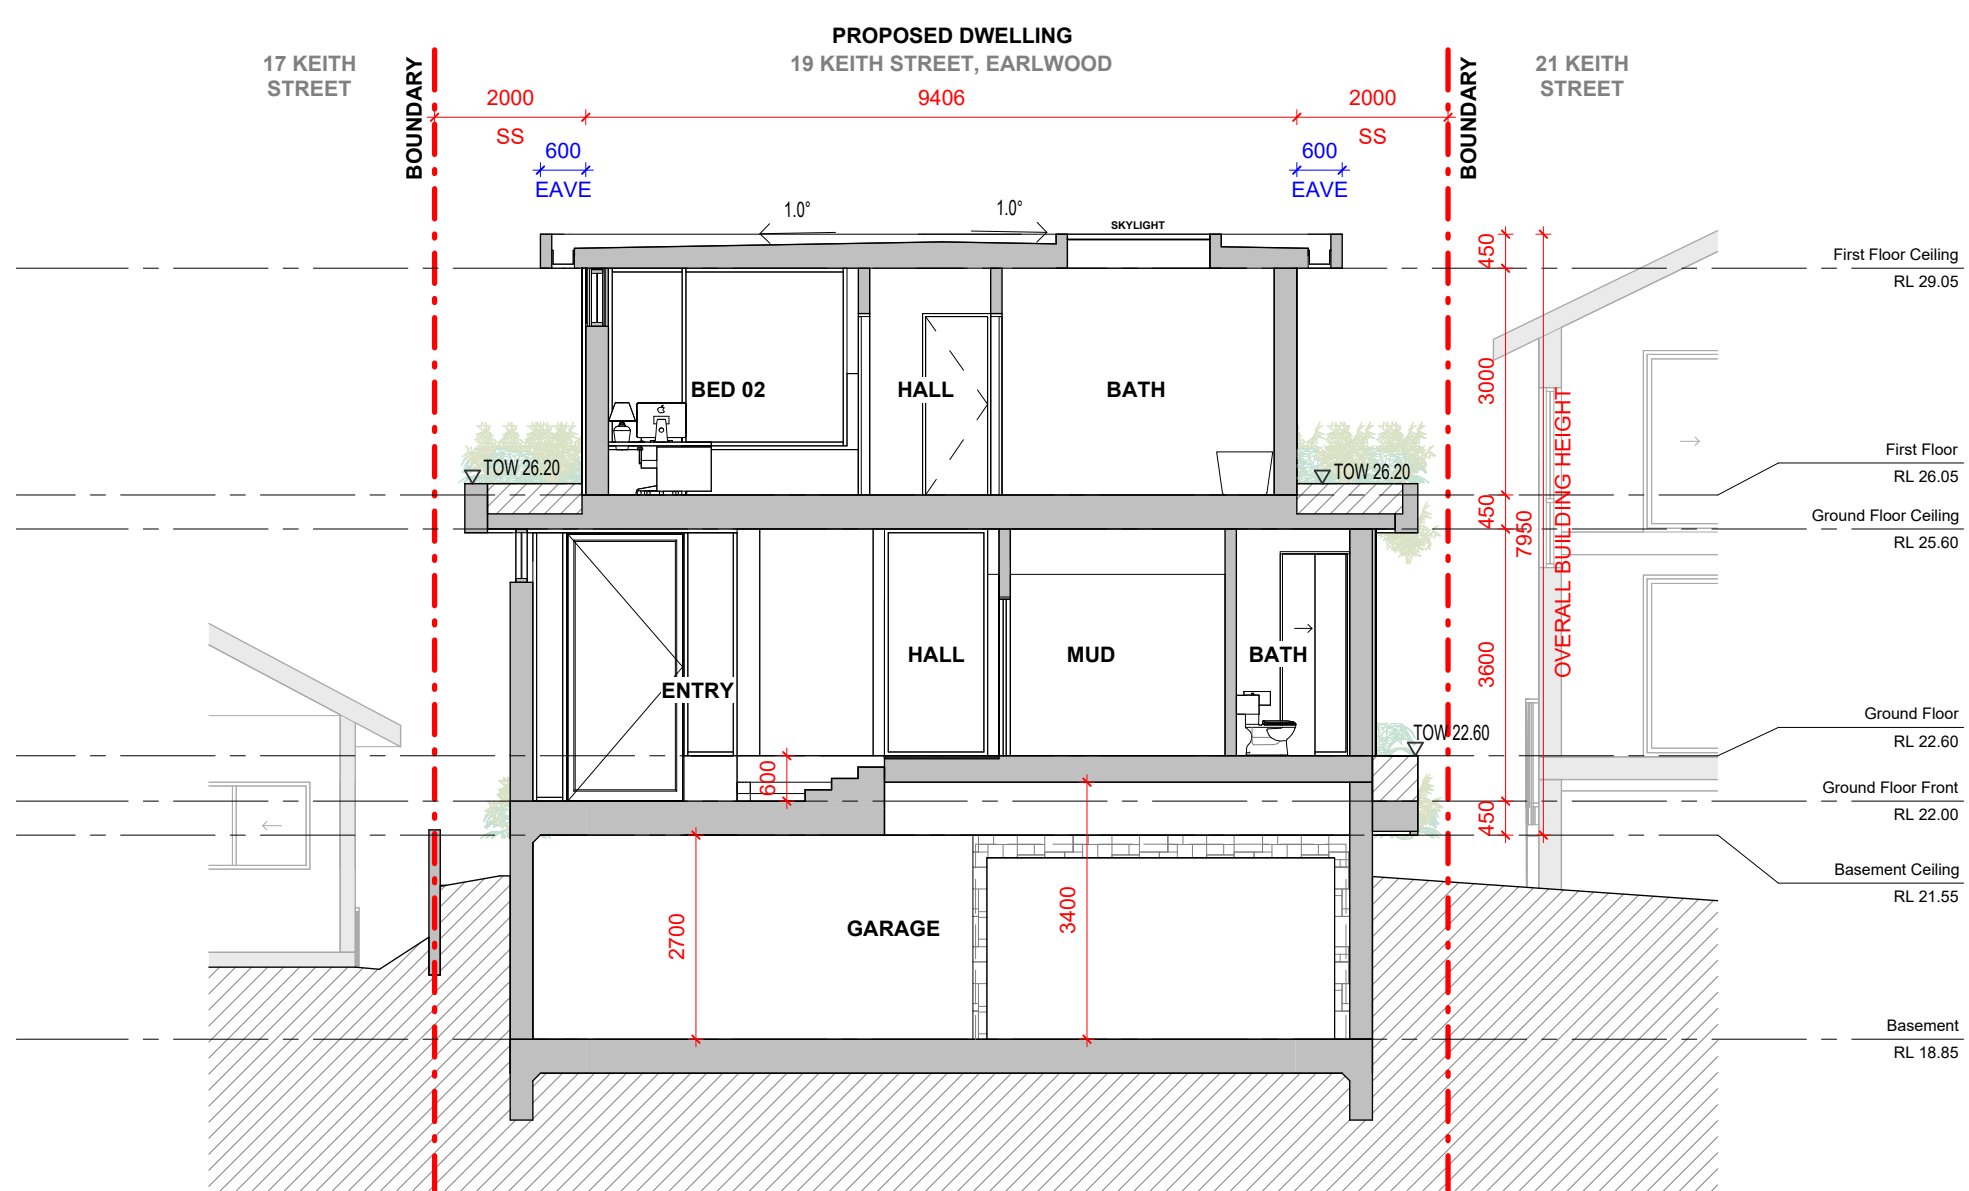 PROPOSED DWELLING
19 KEITH STREET, EARLWOOD
17 KEITH
STREET
21 KEITH
STREET
BOUNDARY
BOUNDARY
2000
9406
2000
SS
SS
600
EAVE
600
EAVE
1.0°
1.0°
SKYLIGHT
450
First Floor Ceiling
RL 29.05
BED 02
HALL
BATH
3000
TOW 26.20
TOW 26.20
First Floor
RL 26.05
450
7950
OVERALL BUILDING HEIGHT
Ground Floor Ceiling
RL 25.60
ENTRY
HALL
MUD
BATH
3600
TOW 22.60
Ground Floor
RL 22.60
600
Ground Floor Front
RL 22.00
450
Basement Ceiling
RL 21.55
2700
GARAGE
3400
Basement
RL 18.85